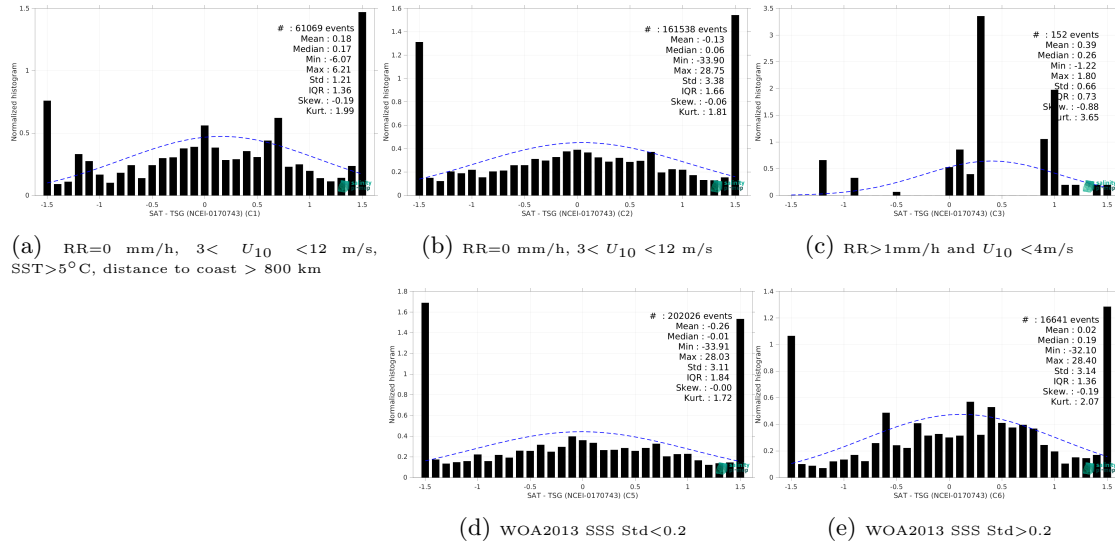 # : 61069 events
Mean : 0.18
Median : 0.17
Min : -6.07
Max : 6.21
Std : 1.21
IQR : 1.36
Skew. : -0.19
Kurt. : 1.99
Normalized histogram
1.5
1
0.5
0
-1.5 -1 -0.5 0 0.5 1 1.5
SAT - TSG (NCEI-0170743) (C1)
(a) RR=0 mm/h, 3< U10 <12 m/s,
SST>5°C, distance to coast > 800 km
# : 161538 events
Mean : -0.13
Median : 0.06
Min : -33.90
Max : 28.75
Std : 3.38
IQR : 1.66
Skew. : -0.06
Kurt. : 1.81
Normalized histogram
1.6
1.4
1.2
1
0.8
0.6
0.4
0.2
0
-1.5 -1 -0.5 0 0.5 1 1.5
SAT - TSG (NCEI-0170743) (C2)
(b) RR=0 mm/h, 3< U10 <12 m/s
# : 152 events
Mean : 0.39
Median : 0.26
Min : -1.22
Max : 1.80
Std : 0.66
IQR : 0.73
Skew. : -0.88
Kurt. : 3.65
Normalized histogram
3.5
3
2.5
2
1.5
1
0.5
0
-1.5 -1 -0.5 0 0.5 1 1.5
SAT - TSG (NCEI-0170743) (C3)
(c) RR>1mm/h and U10 <4m/s
# : 202026 events
Mean : -0.26
Median : -0.01
Min : -33.91
Max : 28.03
Std : 3.11
IQR : 1.84
Skew. : -0.00
Kurt. : 1.72
Normalized histogram
1.8
1.6
1.4
1.2
1
0.8
0.6
0.4
0.2
0
-1.5 -1 -0.5 0 0.5 1 1.5
SAT - TSG (NCEI-0170743) (C5)
(d) WOA2013 SSS Std<0.2
# : 16641 events
Mean : 0.02
Median : 0.19
Min : -32.10
Max : 28.40
Std : 3.14
IQR : 1.36
Skew. : -0.19
Kurt. : 2.07
Normalized histogram
1.4
1.2
1
0.8
0.6
0.4
0.2
0
-1.5 -1 -0.5 0 0.5 1 1.5
SAT - TSG (NCEI-0170743) (C6)
(e) WOA2013 SSS Std>0.2